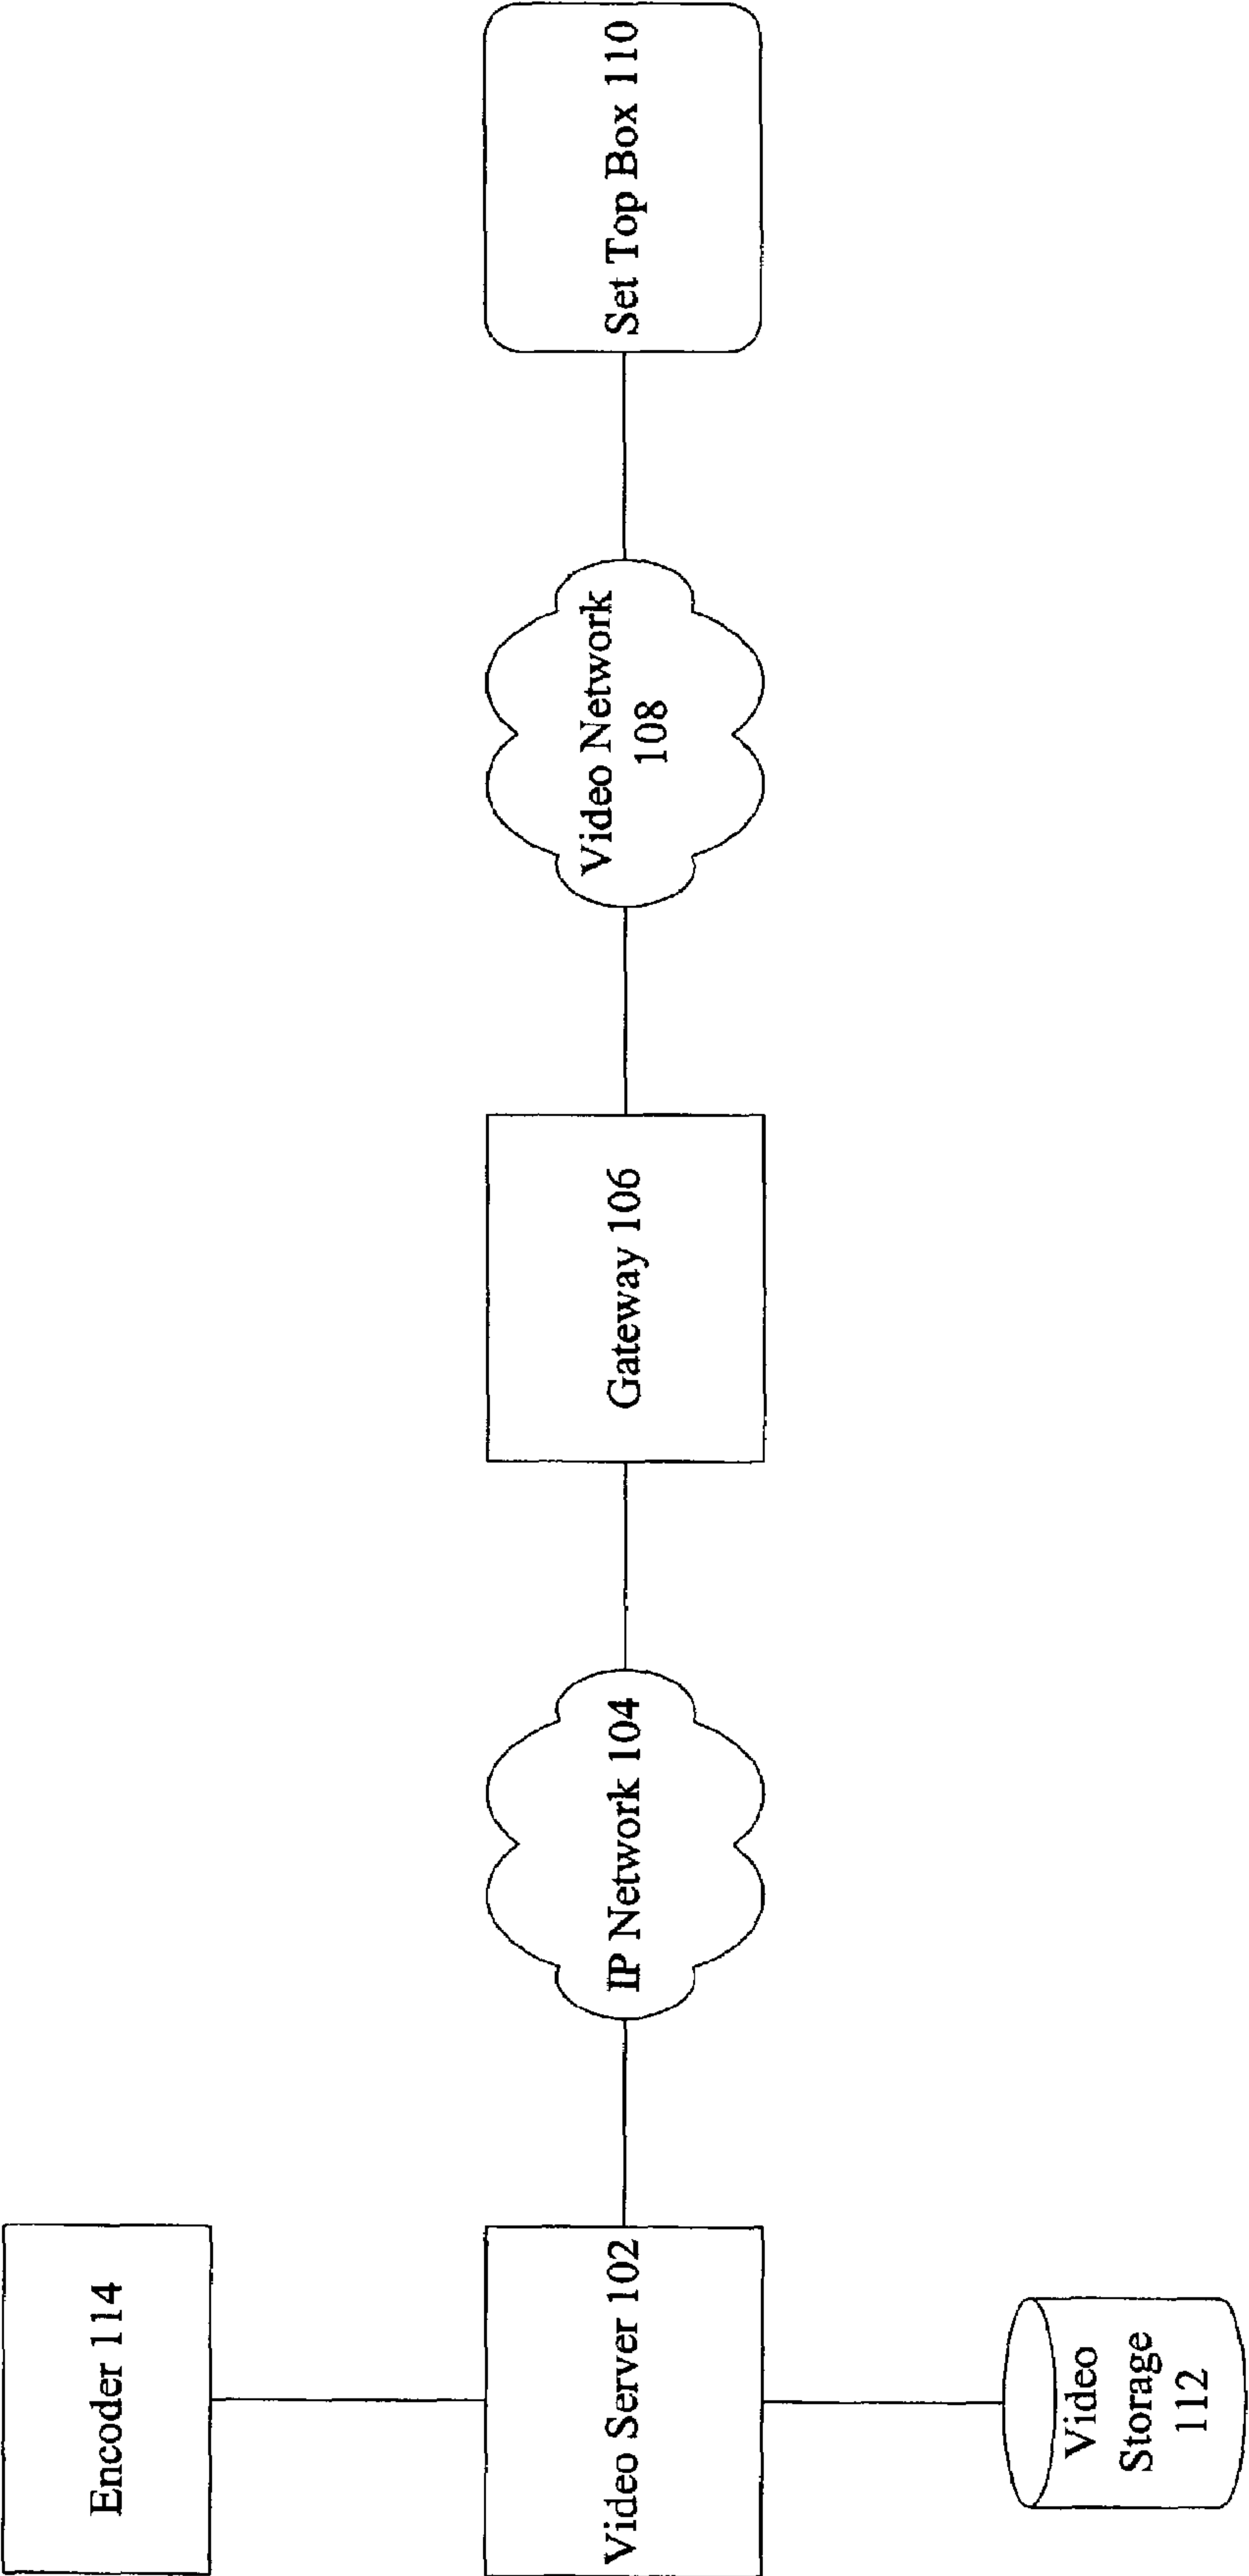 Encoder 114
Video Server 102
Video
Storage
112
IP Network 104
Gateway 106
Video Network
108
Set Top Box 110